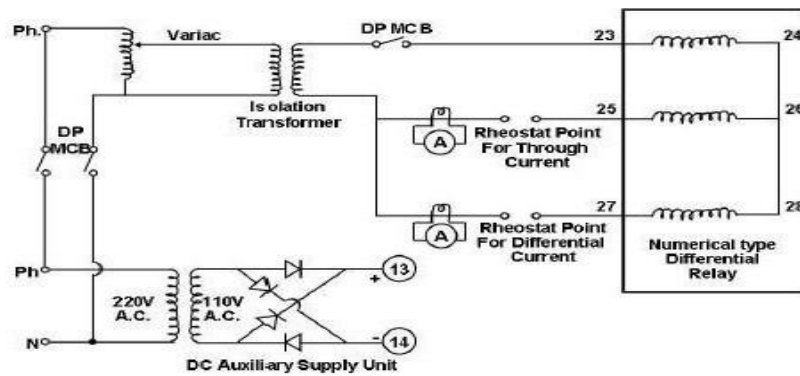 Ph.
Variac
DP MCB
23
24
Isolation
Transformer
25
26
A
Rheostat Point
For Through
Current
DP
MCB
27
28
A
Rheostat Point
For Differential
Current
Numerical type
Differential
Relay
Ph
220V
A.C.
110V
A.C.
+
13
-
14
N
DC Auxiliary Supply Unit